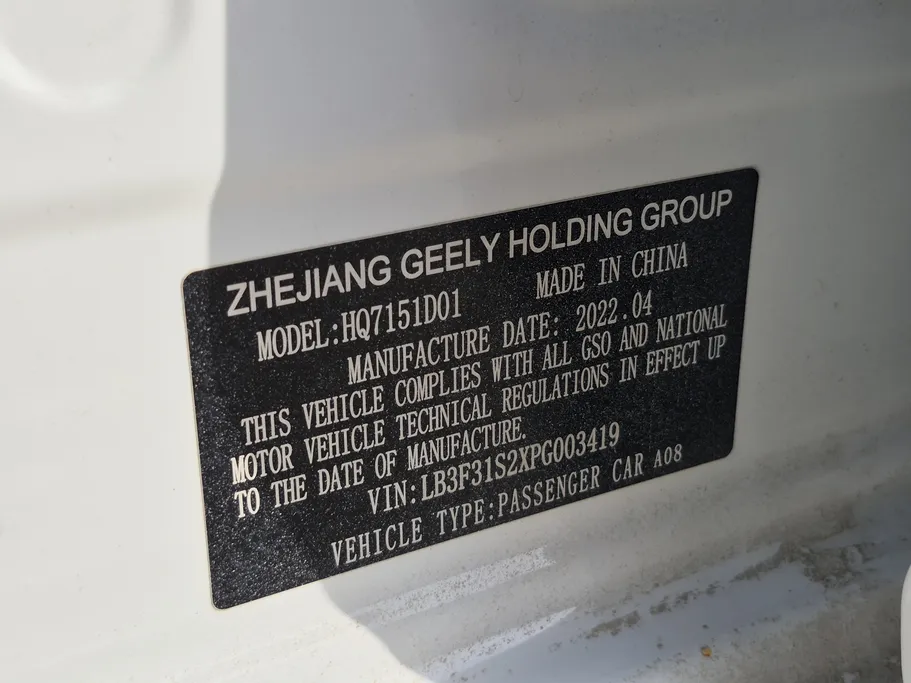 ZHEJIANG GEELY HOLDING GROUP
MODEL:HQ7151D01 MADE IN CHINA
MANUFACTURE DATE: 2022.04
THIS VEHICLE COMPLIES WITH ALL GSO AND NATIONAL
MOTOR VEHICLE TECHNICAL REGULATIONS IN EFFECT UP
TO THE DATE OF MANUFACTURE.
VIN:LB3F31S2XPG003419
VEHICLE TYPE:PASSENGER CAR A08